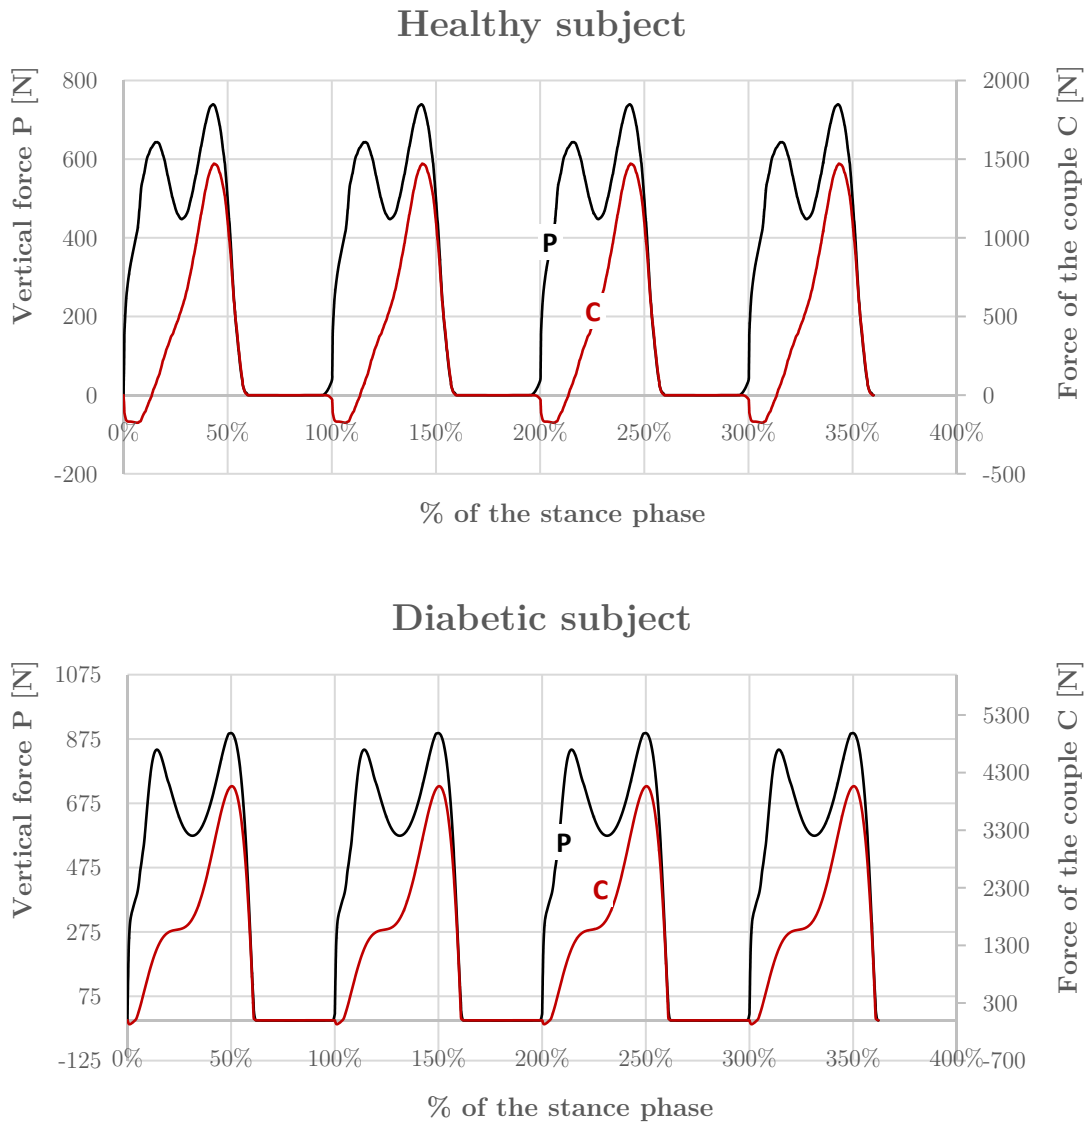 Healthy subject
Vertical force P [N]
800
600
400
200
0
-200
P
C
2000
1500
1000
500
0
-500
Force of the couple C [N]
0% 50% 100% 150% 200% 250% 300% 350% 400%
% of the stance phase
Diabetic subject
Vertical force P [N]
1075
875
675
475
275
75
-125
P
C
5300
4300
3300
2300
1300
300
-700
Force of the couple C [N]
0% 50% 100% 150% 200% 250% 300% 350% 400%
% of the stance phase